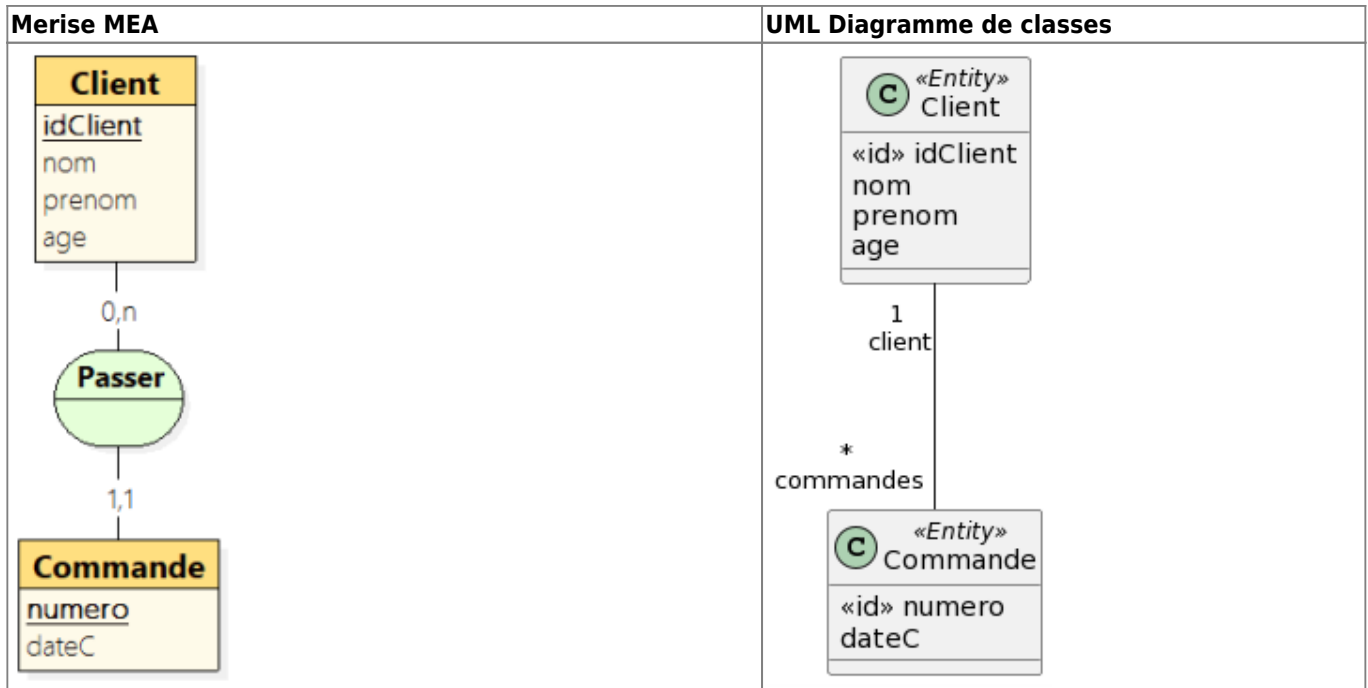 Merise MEA
Client
idClient
nom
prenom
age
0,n
Passer
1,1
Commande
numero
dateC
UML Diagramme de classes
C «Entity»
Client
«id» idClient
nom
prenom
age
1
client
*
commandes
C «Entity»
Commande
«id» numero
dateC